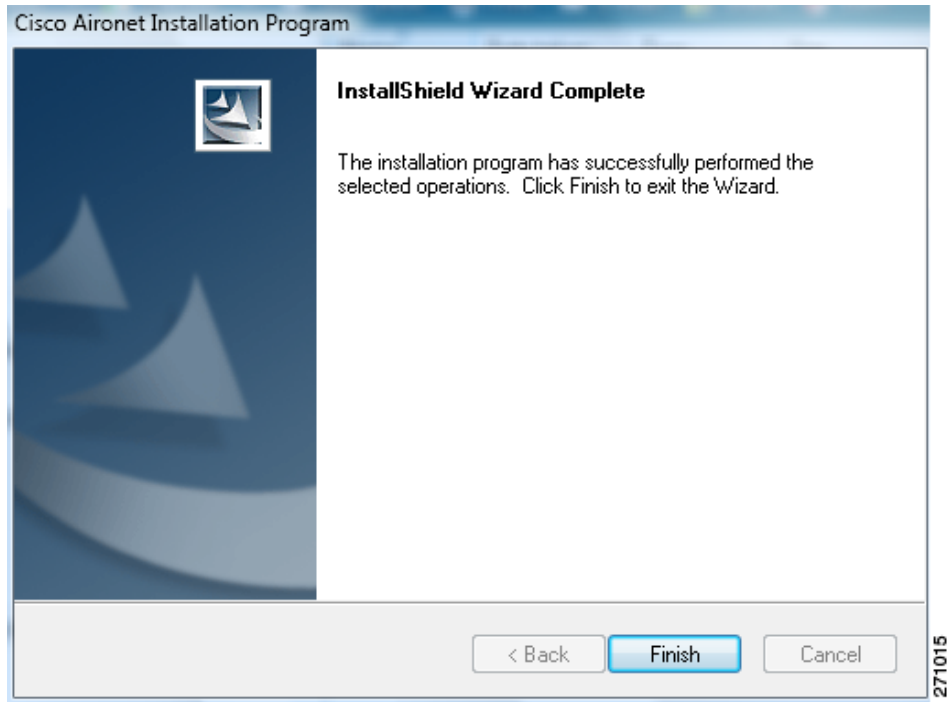 Cisco Aironet Installation Program
InstallShield Wizard Complete
The installation program has successfully performed the
selected operations. Click Finish to exit the Wizard.
< Back
Finish
Cancel
271015